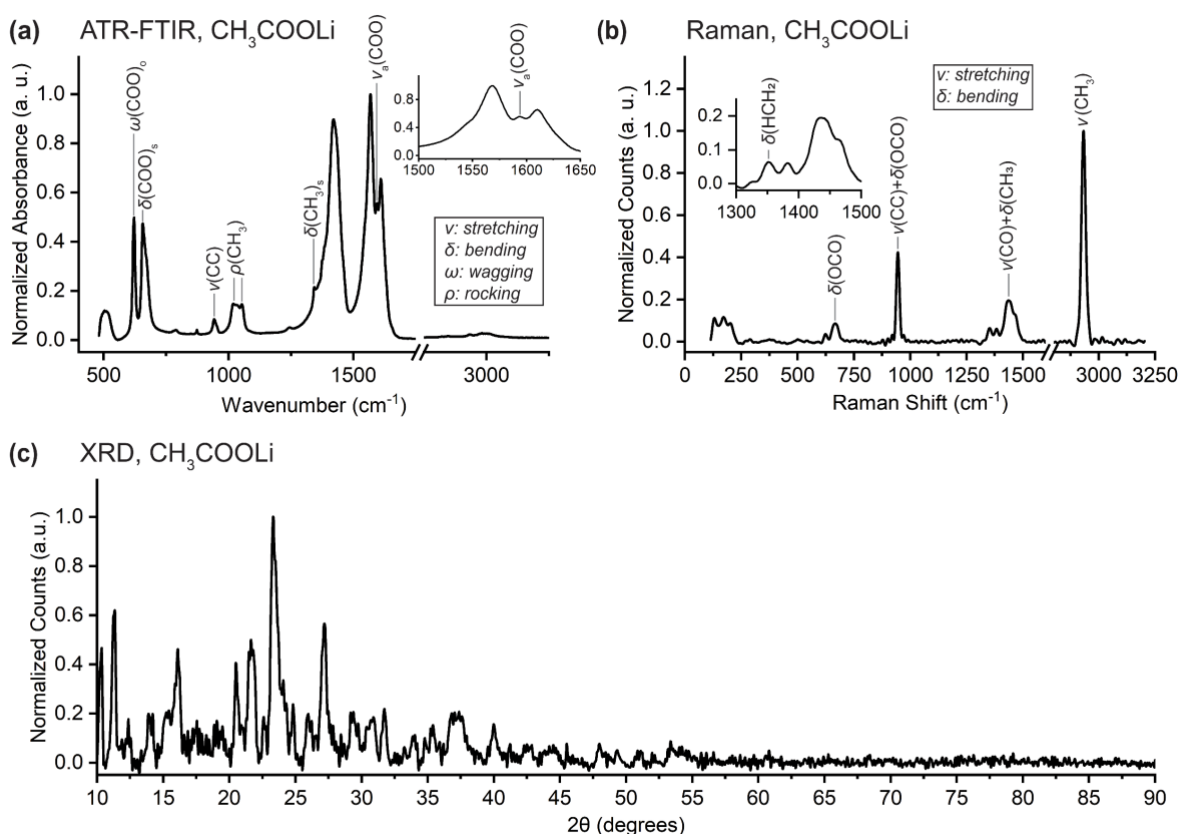 (a) ATR-FTIR, CH₃COOLi
Normalized Absorbance (a. u.)
1.0
0.8
0.6
0.4
0.2
0.0
500
1000
1500
3000
Wavenumber (cm⁻¹)
ω(COO)ₒ
δ(COO)ₛ
ν(CC)
ρ(CH₃)
δ(CH₃)ₛ
νₐ(COO)
νₐ(COO)
0.8
0.4
0.0
1500
1550
1600
1650
ν: stretching
δ: bending
ω: wagging
ρ: rocking
(b) Raman, CH₃COOLi
Normalized Counts (a. u.)
1.2
1.0
0.8
0.6
0.4
0.2
0.0
0
250
500
750
1000
1250
1500
3000
3250
Raman Shift (cm⁻¹)
ν: stretching
δ: bending
δ(HCH₂)
0.2
0.1
0.0
1300
1400
1500
δ(OCO)
ν(CC)+δ(OCO)
ν(CO)+δ(CH₃)
ν(CH₃)
(c) XRD, CH₃COOLi
Normalized Counts (a.u.)
1.0
0.8
0.6
0.4
0.2
0.0
10
15
20
25
30
35
40
45
50
55
60
65
70
75
80
85
90
2θ (degrees)